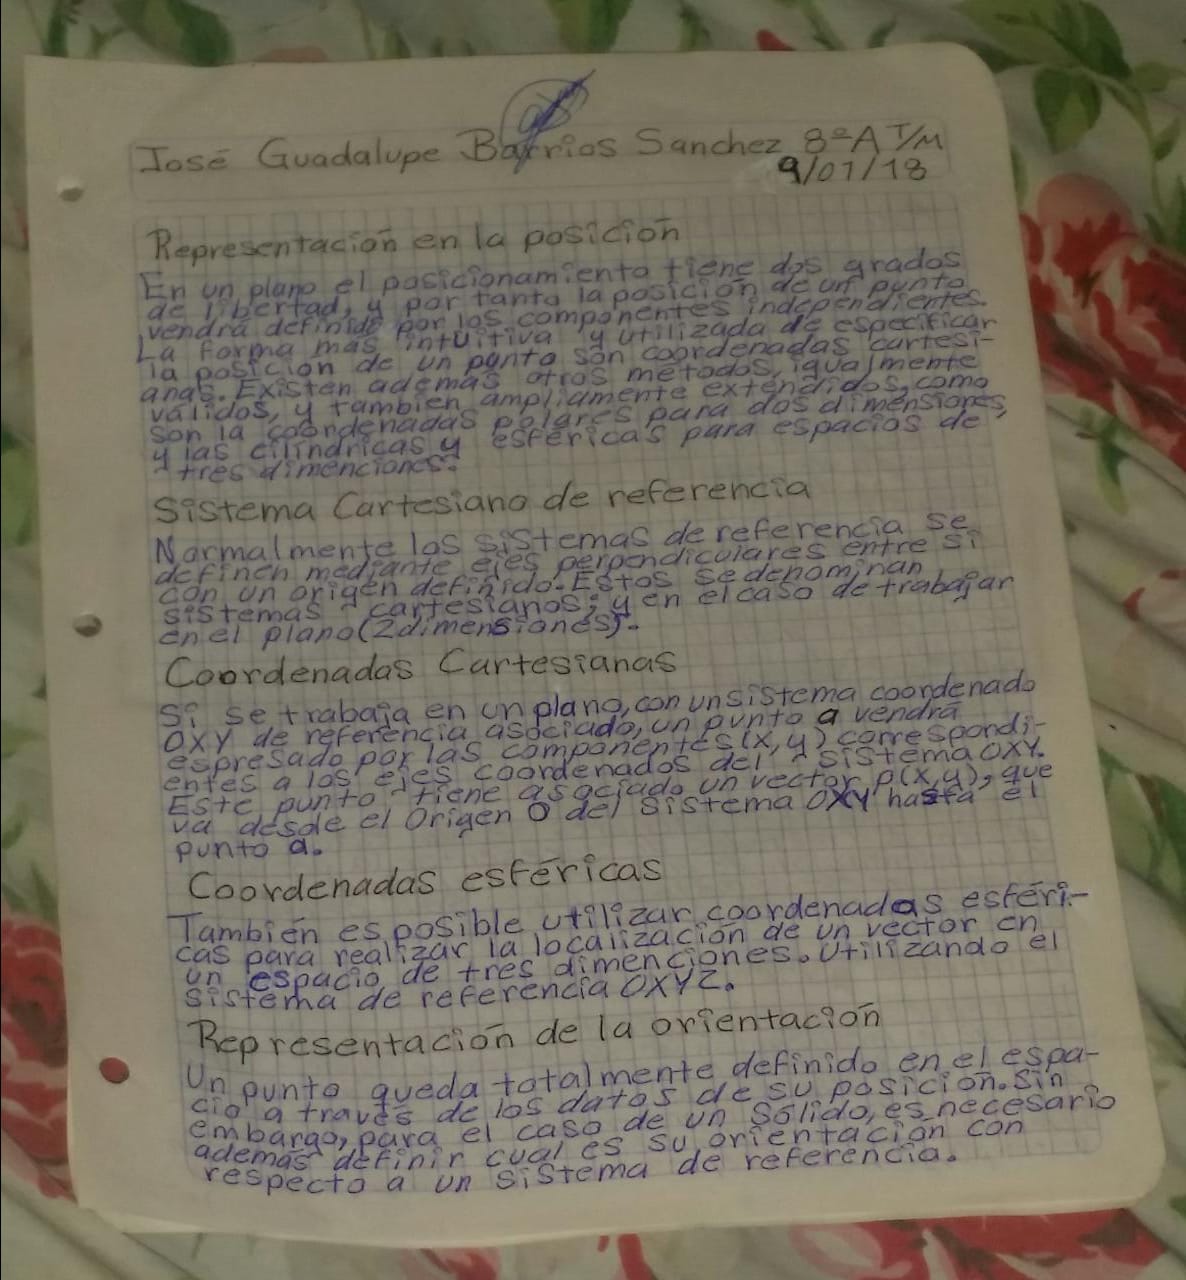 José Guadalupe Barrios Sanchez 8ºA T/M
9/01/18
Representación en la posición
En un plano el posicionamiento tiene dos grados
de libertad, y por tanto la posición de un punto
vendrá definido por los componentes independientes.
La forma más intuitiva y utilizada de especificar
la posición de un punto son coordenadas cartesi-
anas. Existen además otros metodos, igualmente
válidos, y también ampliamente extendidos, como
son la coordenadas polares para dos dimensiones,
y las cilíndricas y esféricas para espacios de
tres dimenciones.
Sistema Cartesiano de referencia
Normalmente los sistemas de referencia se
definen mediante ejes perpendiculares entre si
con un origen definido. Estos se denominan
sistemas cartesianos; y en el caso de trabajar
en el plano (2 dimensiones).
Coordenadas Cartesianas
Si se trabaja en un plano, con un sistema coordenado
OXY de referencia asociado, un punto a vendrá
espresado por las componentes (x, y) correspondi-
entes a los ejes coordenados del sistema OXY.
Este punto tiene asociado un vector p(x,y), que
va desde el Origen O del sistema OXY hasta el
punto a.
Coordenadas esféricas
También es posible utilizar coordenadas esféri-
cas para realizar la localización de un vector en
un espacio de tres dimenciones. Utilizando el
sistema de referencia OXYZ.
Representación de la orientación
Un punto queda totalmente definido en el espa-
cio a través de los datos de su posición. Sin
embargo, para el caso de un sólido, es necesario
además definir cual es su orientación con
respecto a un sistema de referencia.